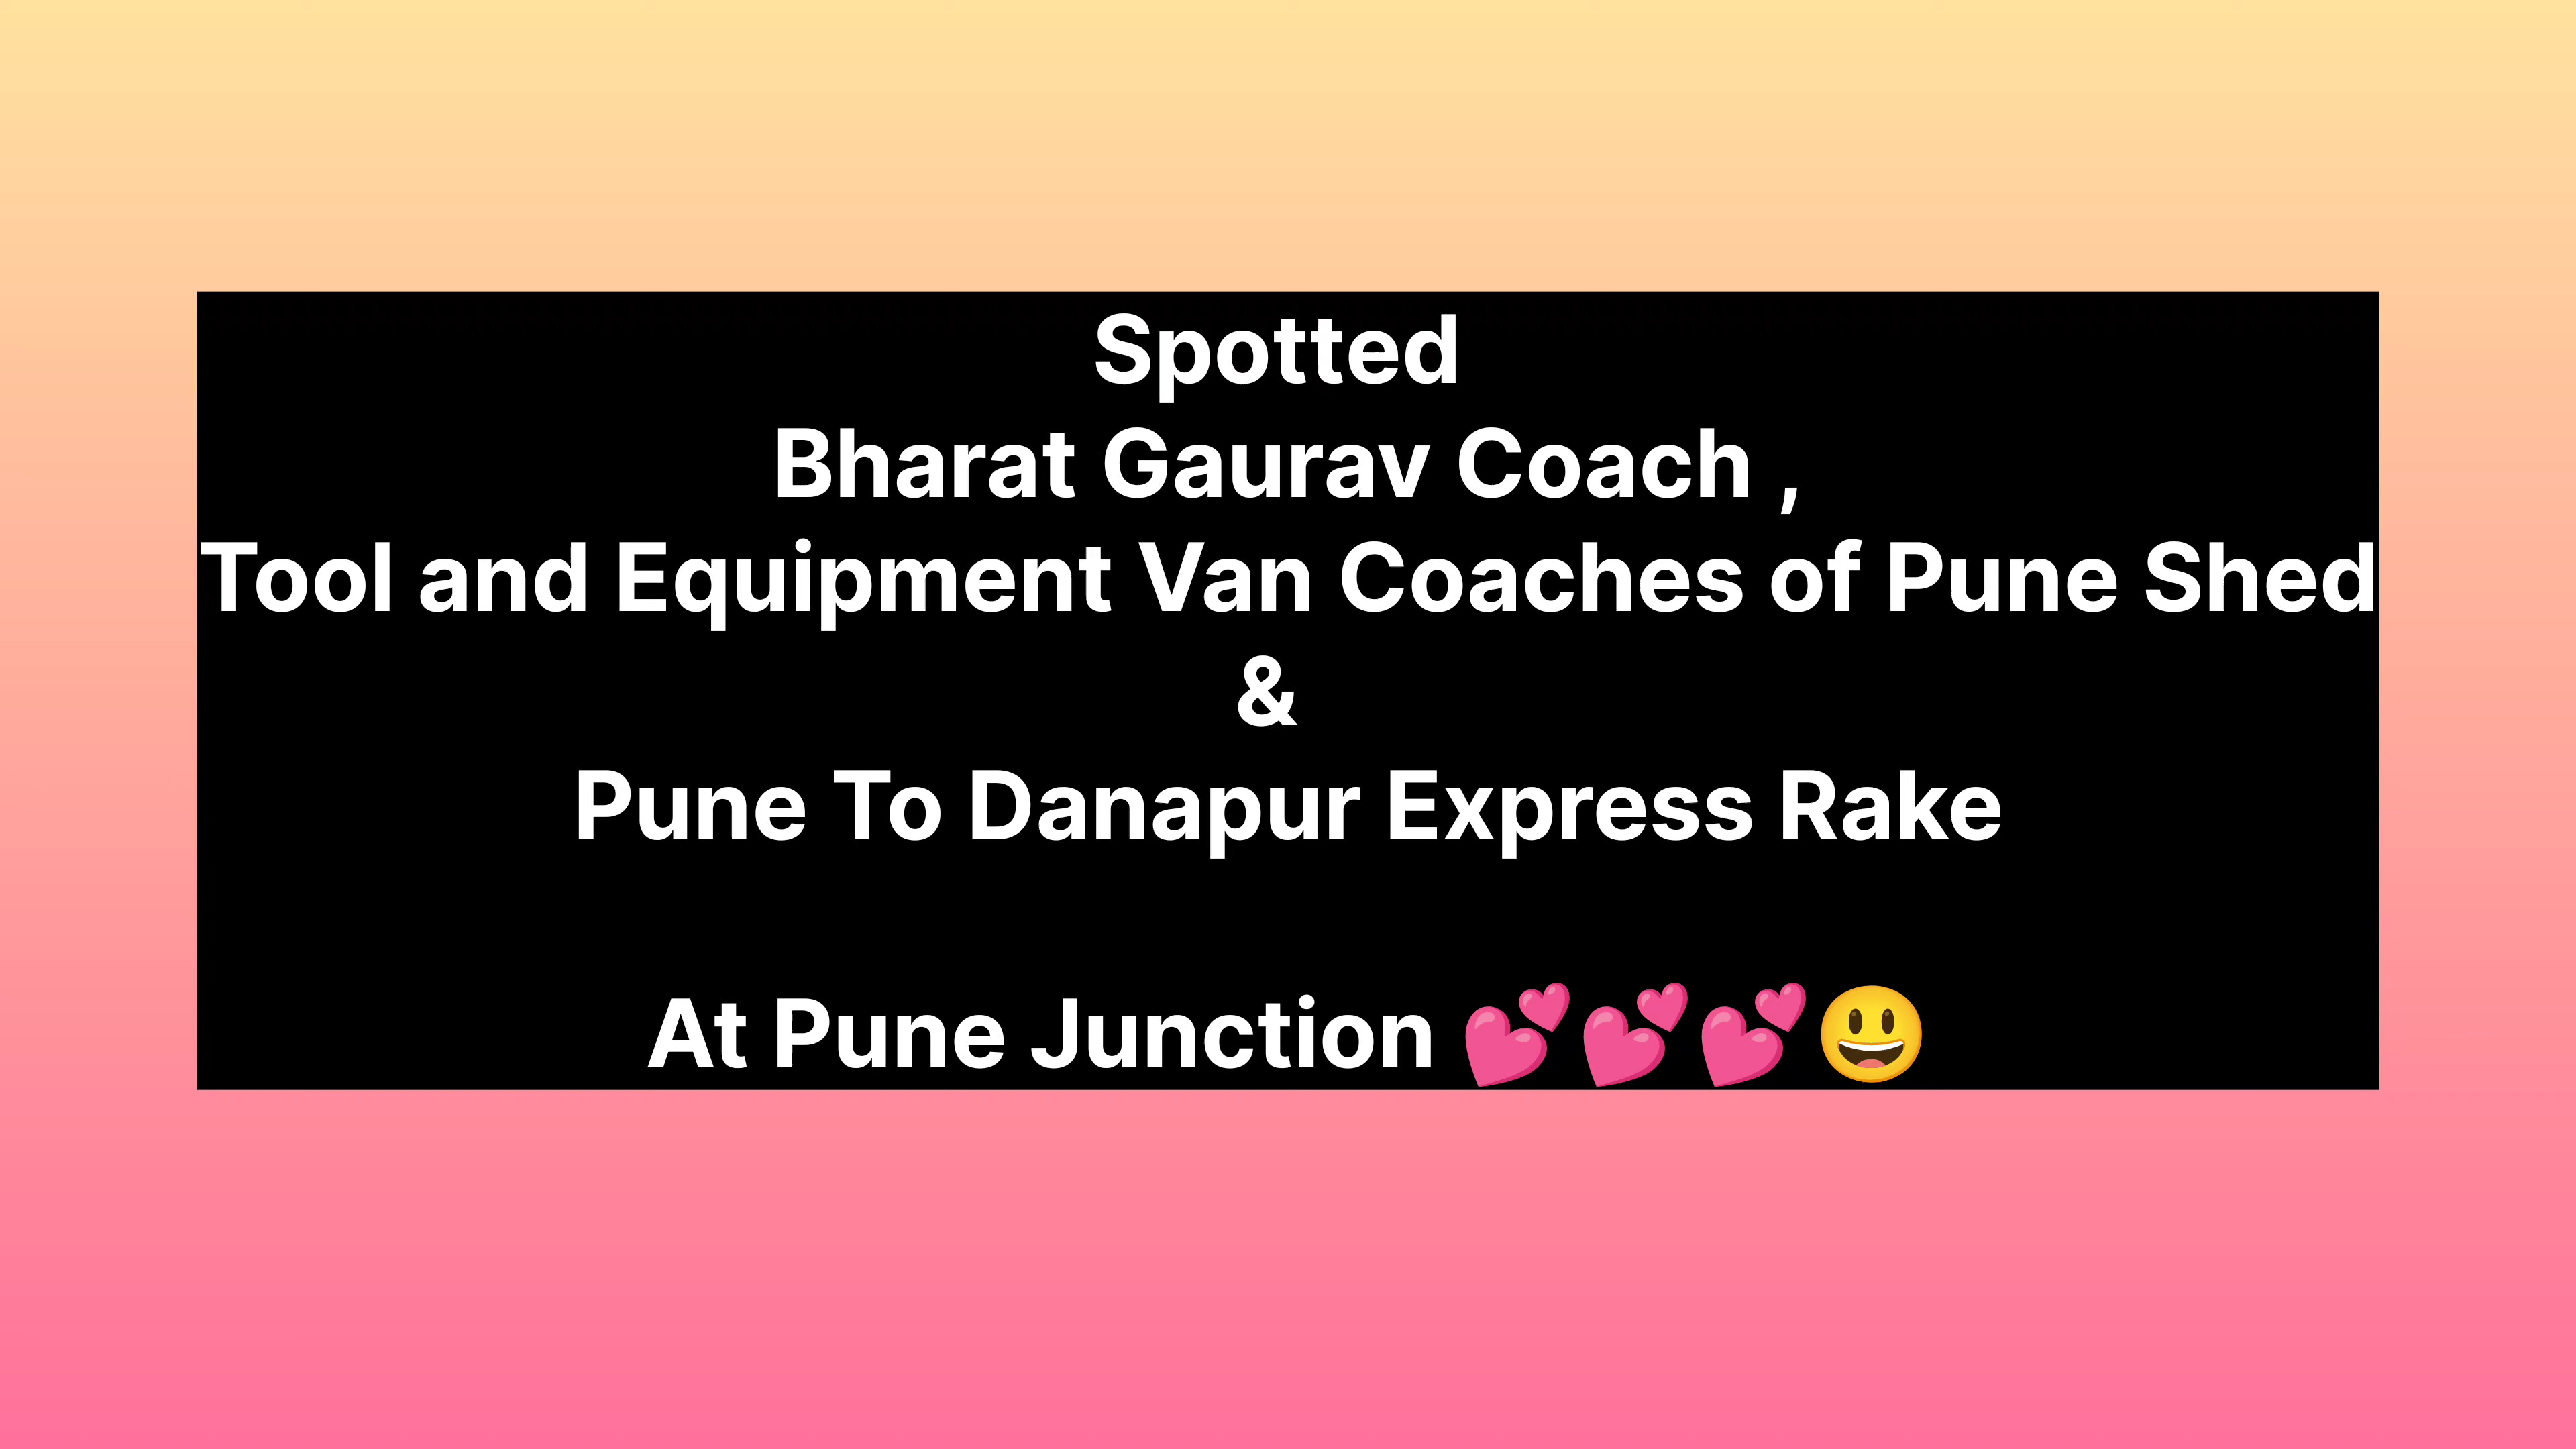 Spotted
Bharat Gaurav Coach ,
Tool and Equipment Van Coaches of Pune Shed
&
Pune To Danapur Express Rake
At Pune Junction 💕💕💕😃